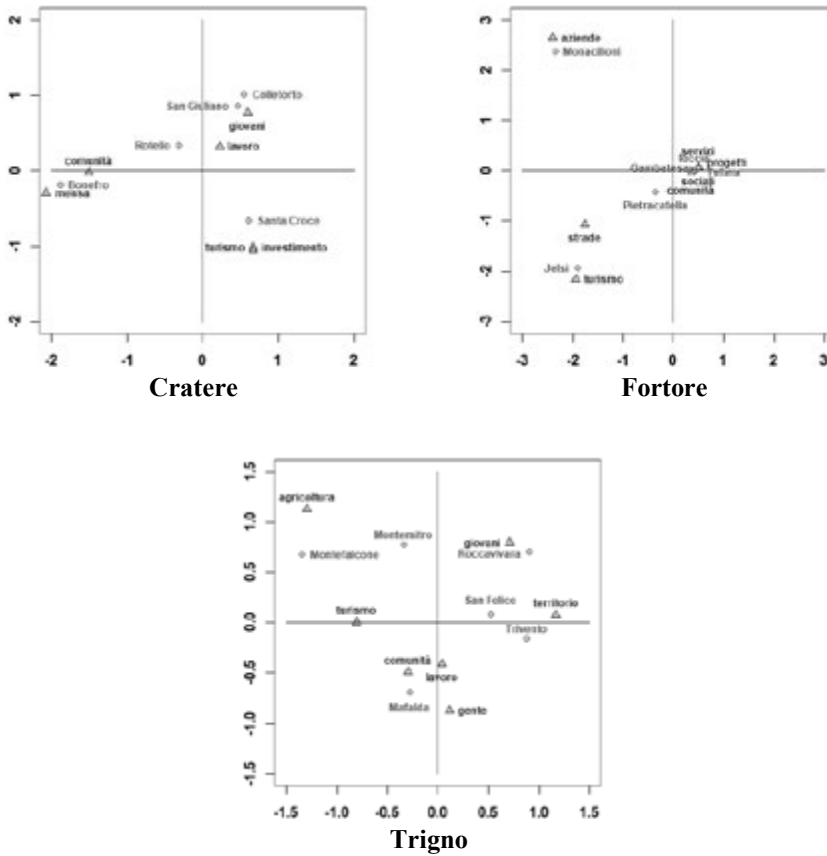 2
1
0
-1
-2
Colletorto
San Giuliano
giovani
Rotello
lavoro
comunità
Bonefro
messa
Santa Croce
turismo
investimento
-2 -1 0 1 2
Cratere
3
2
1
0
-1
-2
-3
aziende
Monacilioni
servizi
Riccia
progetti
Gambatesa
sociali
comunità
Pietracatella
strade
Jelsi
turismo
-3 -2 -1 0 1 2 3
Fortore
1.5
1.0
0.5
0.0
-0.5
-1.0
-1.5
agricoltura
Montemitro
giovani
Roccavivara
Montefalcone
San Felice
territorio
turismo
Trivento
comunità
lavoro
Mafalda
gente
-1.5 -1.0 -0.5 0.0 0.5 1.0 1.5
Trigno